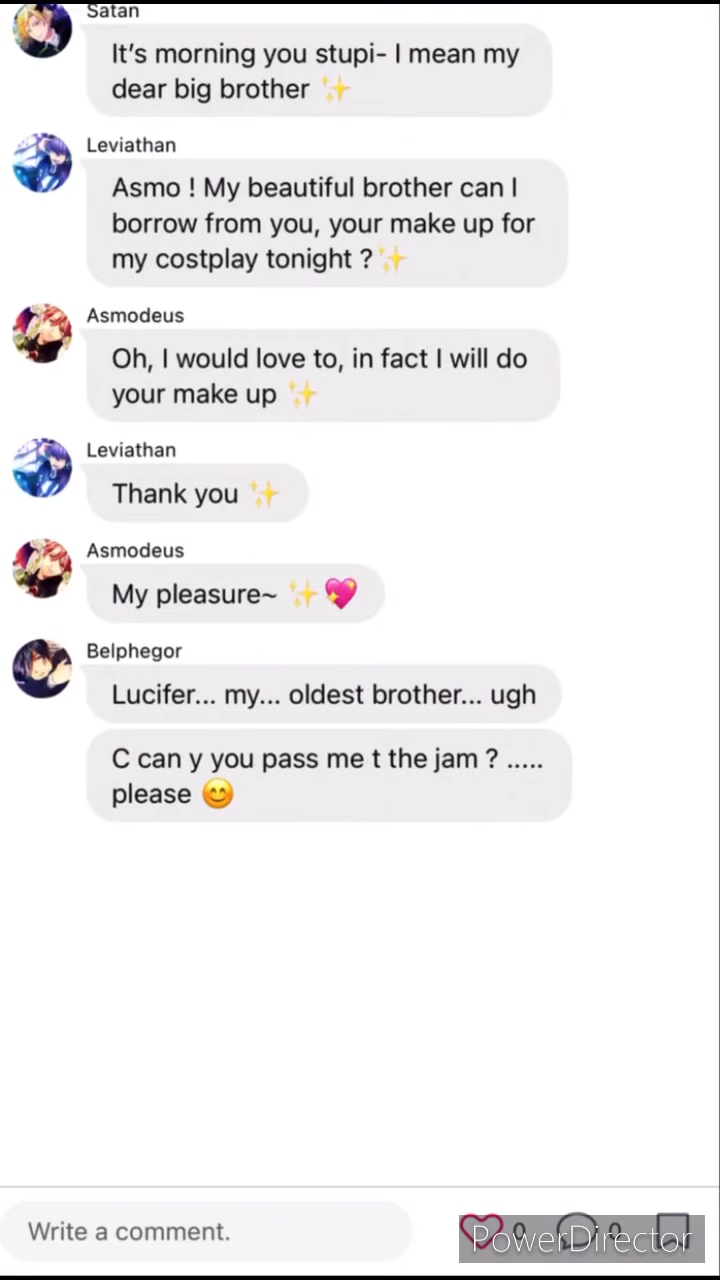 Satan
It's morning you stupi- I mean my
dear big brother ✨
Leviathan
Asmo ! My beautiful brother can I
borrow from you, your make up for
my costplay tonight ? ✨
Asmodeus
Oh, I would love to, in fact I will do
your make up ✨
Leviathan
Thank you ✨
Asmodeus
My pleasure~ ✨💖
Belphegor
Lucifer... my... oldest brother... ugh
C can y you pass me t the jam ? .....
please 😊
Write a comment.
0 0
PowerDirector